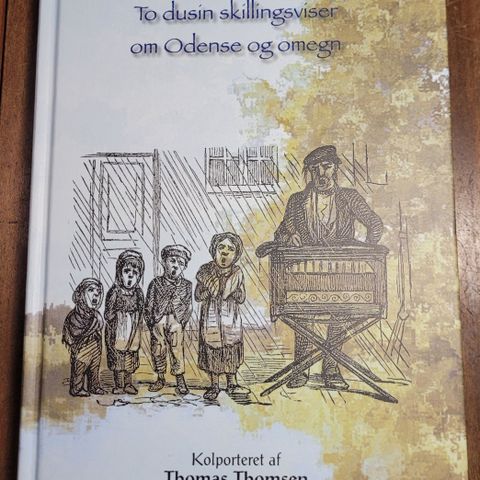 To dusin skillingsviser
om Odense og omegn
Kolporteret af
Thomas Thomsen